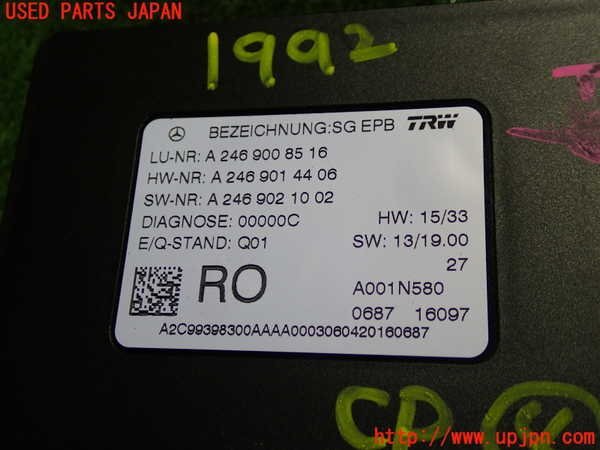 USED PARTS JAPAN
1992
BEZEICHNUNG:SG EPB TRW
LU-NR: A 246 900 85 16
HW-NR: A 246 901 44 06
SW-NR: A 246 902 10 02
DIAGNOSE: 00000C HW: 15/33
E/Q-STAND: Q01 SW: 13/19.00
27
RO A001N580
0687 16097
A2C99398300AAAA0003060420160687
CD
http://www.upjpn.com/